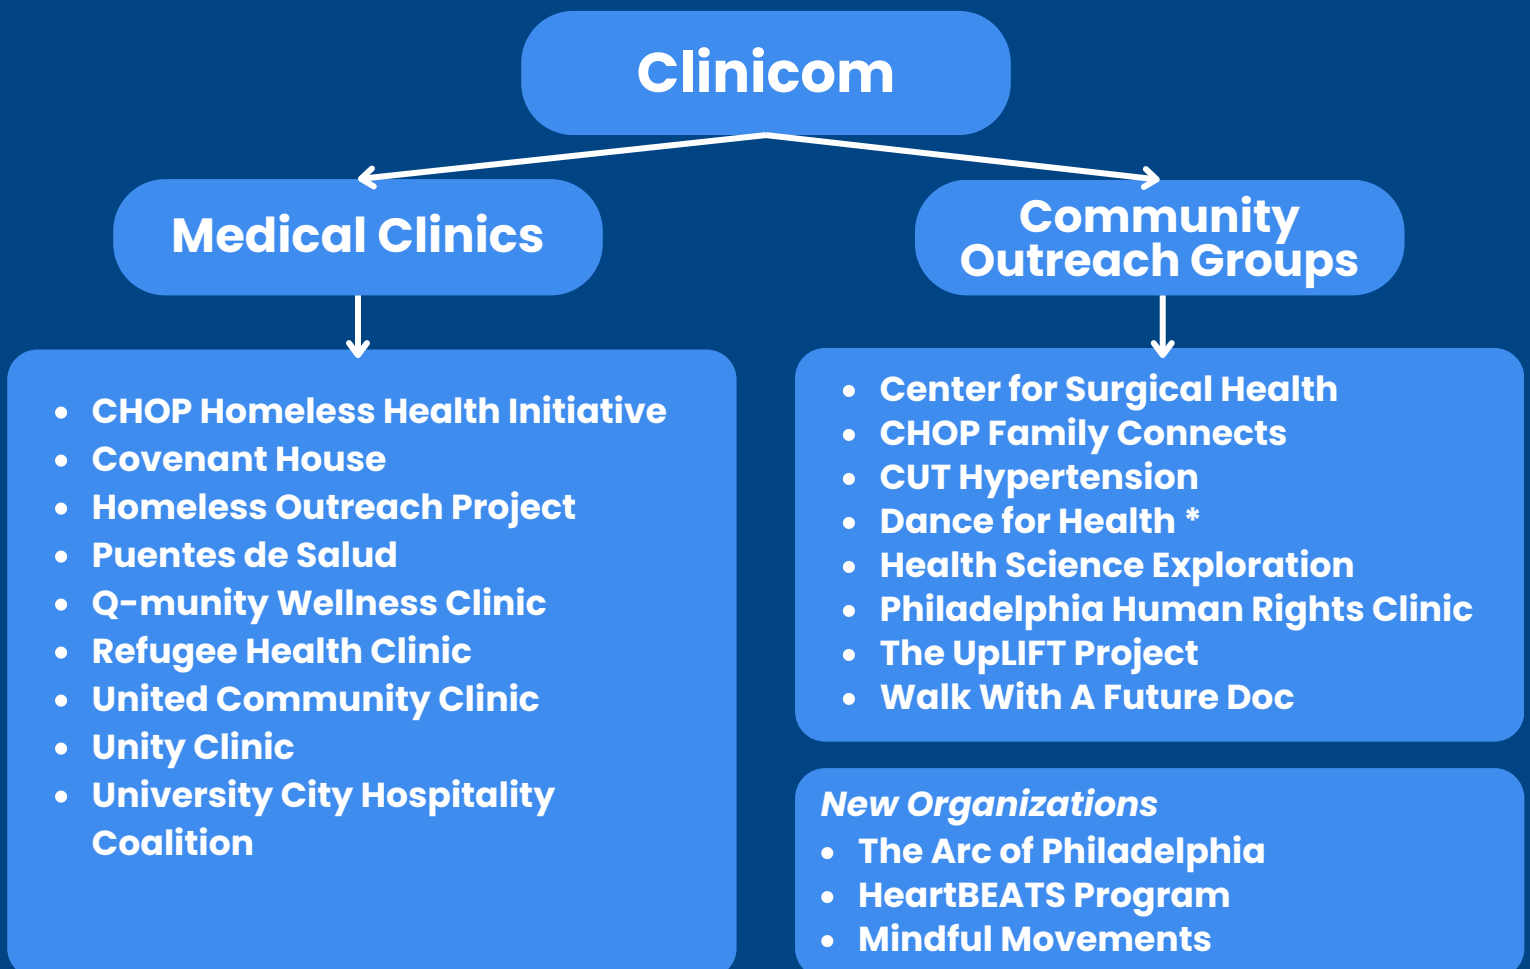 Clinicom
Medical Clinics
Community
Outreach Groups
• CHOP Homeless Health Initiative
• Covenant House
• Homeless Outreach Project
• Puentes de Salud
• Q-munity Wellness Clinic
• Refugee Health Clinic
• United Community Clinic
• Unity Clinic
• University City Hospitality
Coalition
• Center for Surgical Health
• CHOP Family Connects
• CUT Hypertension
• Dance for Health *
• Health Science Exploration
• Philadelphia Human Rights Clinic
• The UpLIFT Project
• Walk With A Future Doc
New Organizations
• The Arc of Philadelphia
• HeartBEATS Program
• Mindful Movements